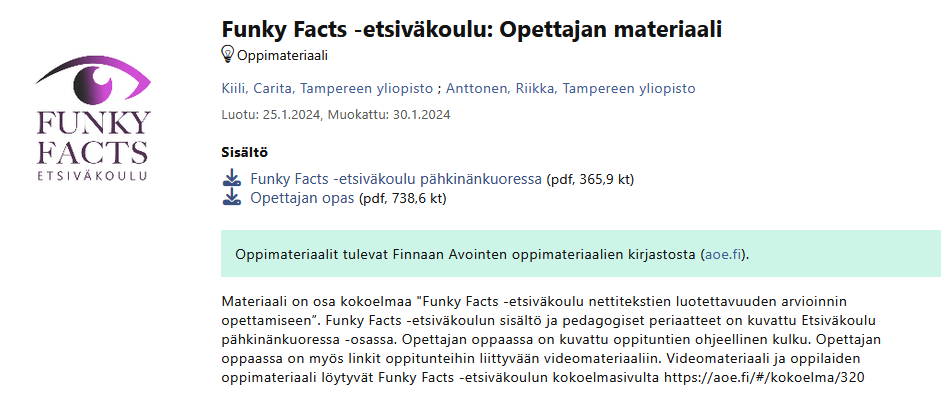 FUNKY
FACTS
ETSIVÄKOULU
Funky Facts -etsiväkoulu: Opettajan materiaali
Oppimateriaali
Kiili, Carita, Tampereen yliopisto ; Anttonen, Riikka, Tampereen yliopisto
Luotu: 25.1.2024, Muokattu: 30.1.2024
Sisältö
Funky Facts -etsiväkoulu pähkinänkuoressa (pdf, 365,9 kt)
Opettajan opas (pdf, 738,6 kt)
Oppimateriaalit tulevat Finnaan Avointen oppimateriaalien kirjastosta (aoe.fi).
Materiaali on osa kokoelmaa "Funky Facts -etsiväkoulu nettitekstien luotettavuuden arvioinnin
opettamiseen”. Funky Facts -etsiväkoulun sisältö ja pedagogiset periaatteet on kuvattu Etsiväkoulu
pähkinänkuoressa -osassa. Opettajan oppaassa on kuvattu oppituntien ohjeellinen kulku. Opettajan
oppaassa on myös linkit oppitunteihin liittyvään videomateriaaliin. Videomateriaali ja oppilaiden
oppimateriaali löytyvät Funky Facts -etsiväkoulun kokoelmasivulta https://aoe.fi/#/kokoelma/320